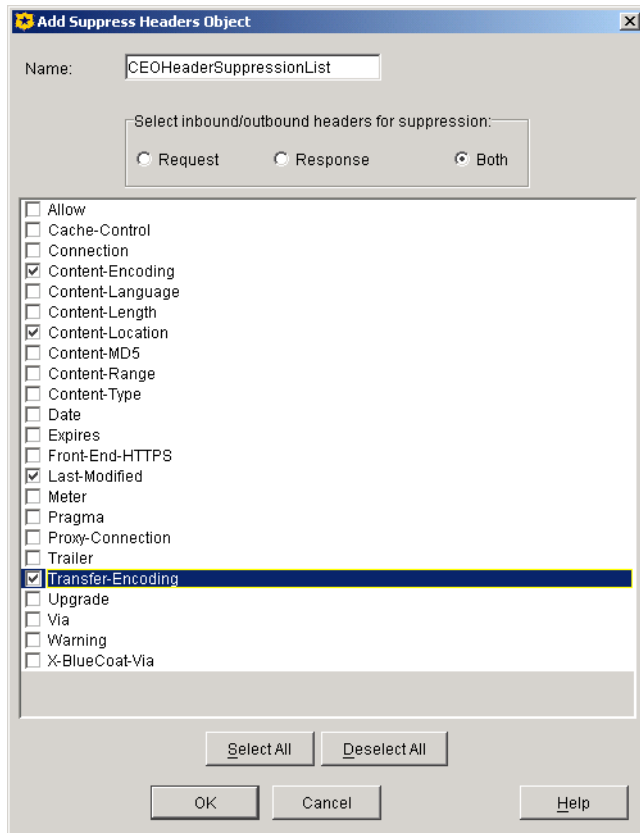 Add Suppress Headers Object
Name: CEOHeaderSuppressionList
Select inbound/outbound headers for suppression:
Request Response Both
Allow
Cache-Control
Connection
Content-Encoding
Content-Language
Content-Length
Content-Location
Content-MD5
Content-Range
Content-Type
Date
Expires
Front-End-HTTPS
Last-Modified
Meter
Pragma
Proxy-Connection
Trailer
Transfer-Encoding
Upgrade
Via
Warning
X-BlueCoat-Via
Select All Deselect All
OK Cancel Help